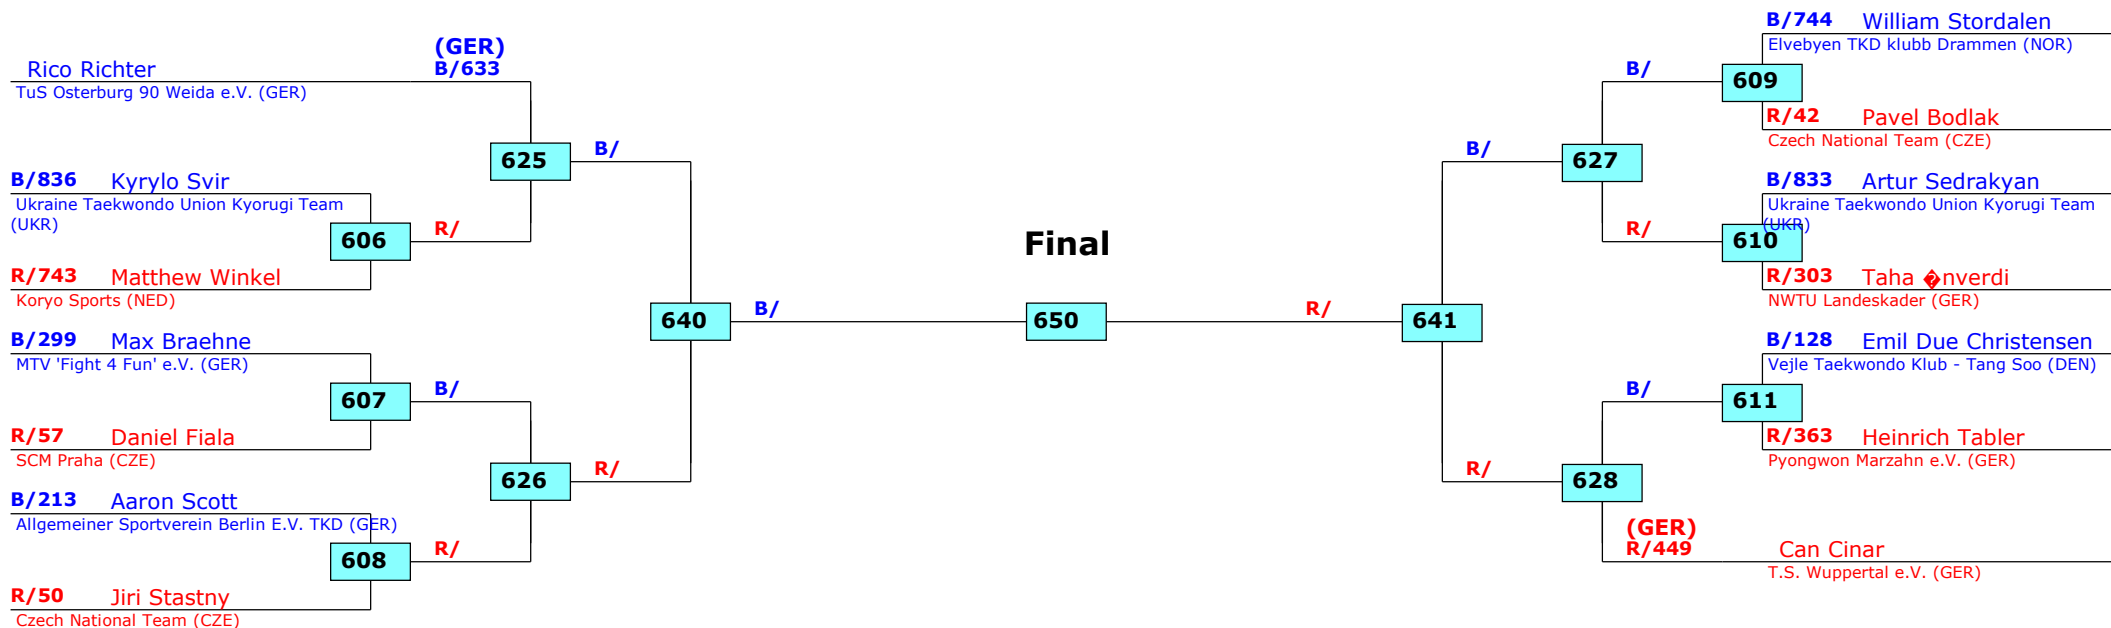 (GER)
B/633
Rico Richter
TuS Osterburg 90 Weida e.V. (GER)
625
B/
B/836 Kyrylo Svir
Ukraine Taekwondo Union Kyorugi Team
(UKR)
606
R/
R/743 Matthew Winkel
Koryo Sports (NED)
640
B/
B/299 Max Braehne
MTV 'Fight 4 Fun' e.V. (GER)
607
B/
R/57 Daniel Fiala
SCM Praha (CZE)
626
R/
B/213 Aaron Scott
Allgemeiner Sportverein Berlin E.V. TKD (GER)
608
R/
R/50 Jiri Stastny
Czech National Team (CZE)
Final
650
B/744 William Stordalen
Elvebyen TKD klubb Drammen (NOR)
B/
609
R/42 Pavel Bodlak
Czech National Team (CZE)
B/
627
B/833 Artur Sedrakyan
Ukraine Taekwondo Union Kyorugi Team
(UKR)
R/
610
R/303 Taha �nverdi
NWTU Landeskader (GER)
R/
641
B/128 Emil Due Christensen
Vejle Taekwondo Klub - Tang Soo (DEN)
B/
611
R/363 Heinrich Tabler
Pyongwon Marzahn e.V. (GER)
R/
628
(GER)
R/449 Can Cinar
T.S. Wuppertal e.V. (GER)